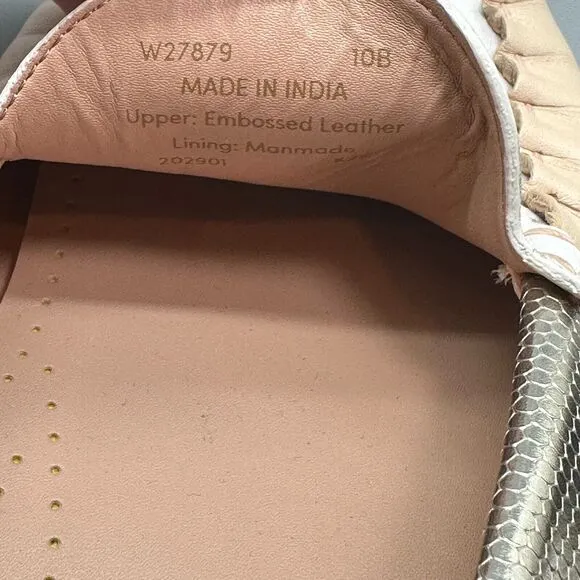 W27879 10B
MADE IN INDIA
Upper: Embossed Leather
Lining: Manmade
202901